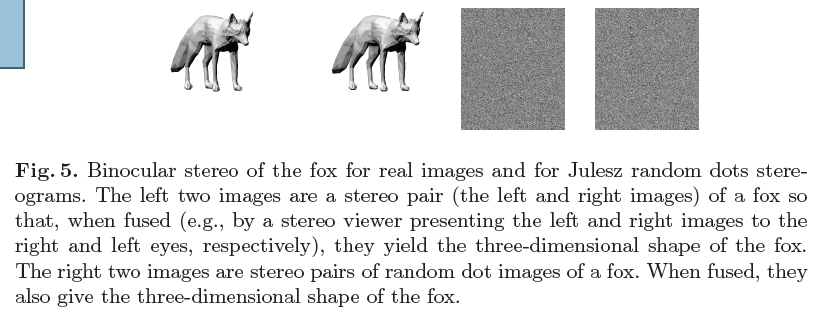 Fig. 5. Binocular stereo of the fox for real images and for Julesz random dots stere-
ograms. The left two images are a stereo pair (the left and right images) of a fox so
that, when fused (e.g., by a stereo viewer presenting the left and right images to the
right and left eyes, respectively), they yield the three-dimensional shape of the fox.
The right two images are stereo pairs of random dot images of a fox. When fused, they
also give the three-dimensional shape of the fox.